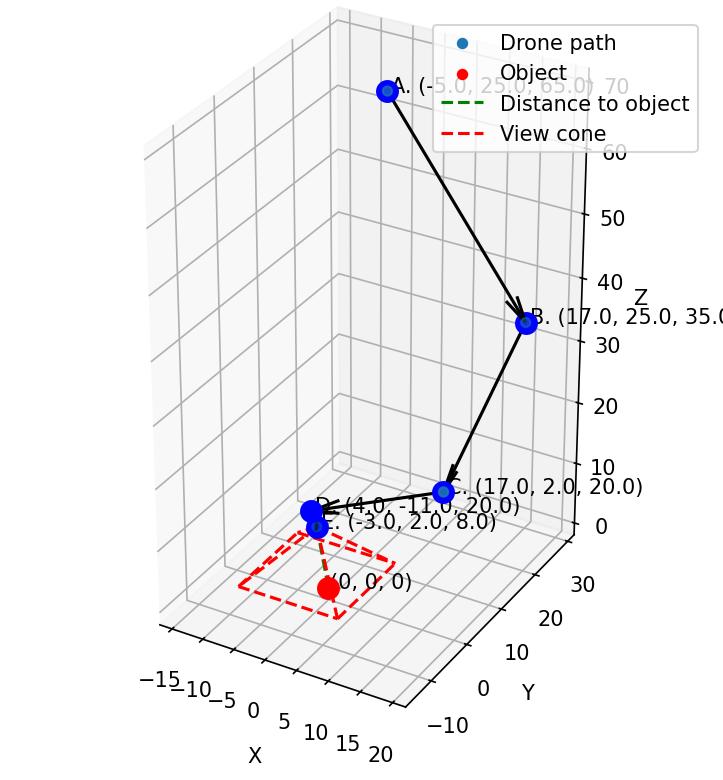 Drone path
Object
Distance to object
View cone
A. (-5.0, 25.0, 65.0)
B. (17.0, 25.0, 35.0
C. (17.0, 2.0, 20.0)
D. (4.0, -11.0, 20.0)
E. (-3.0, 2.0, 8.0)
(0, 0, 0)
70
60
50
40
30
20
10
0
Z
30
20
10
0
−10
Y
−15
−10
−5
0
5
10
15
20
X